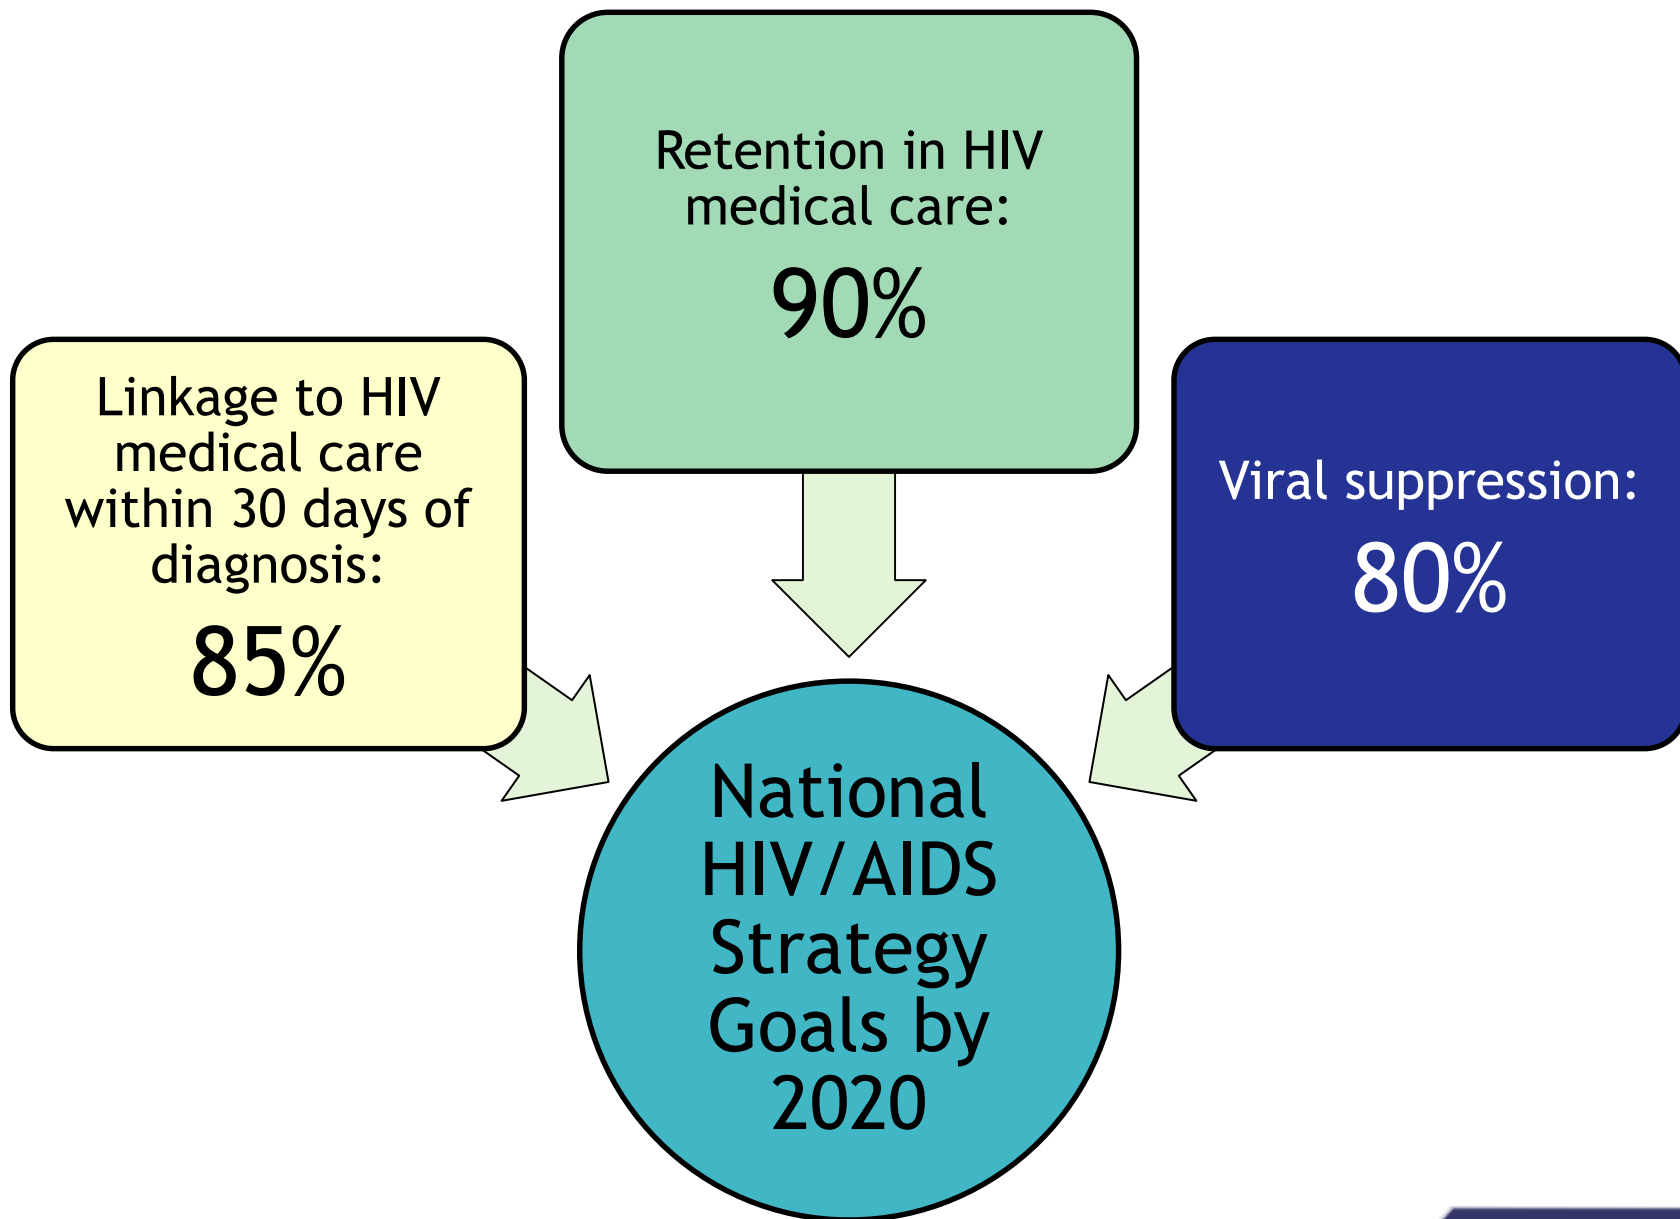 Retention in HIV
medical care:
90%
Linkage to HIV
medical care
within 30 days of
diagnosis:
85%
Viral suppression:
80%
National
HIV/AIDS
Strategy
Goals by
2020